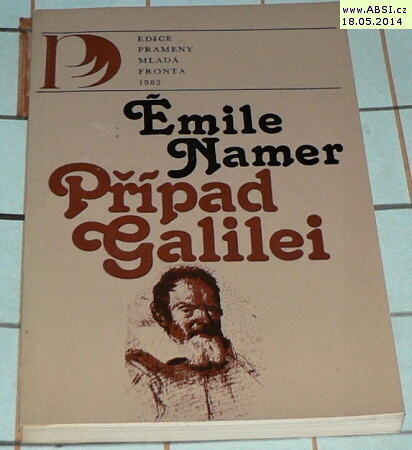 www.ABSI.cz
18.05.2014
EDICE
PRAMENY
MLADÁ
FRONTA
1982
Émile
Namer
Případ
Galilei